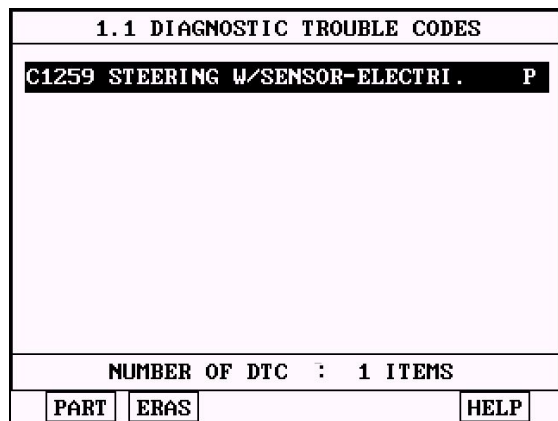 1.1 DIAGNOSTIC TROUBLE CODES
C1259 STEERING W/SENSOR-ELECTRI. P
NUMBER OF DTC : 1 ITEMS
PART ERAS HELP